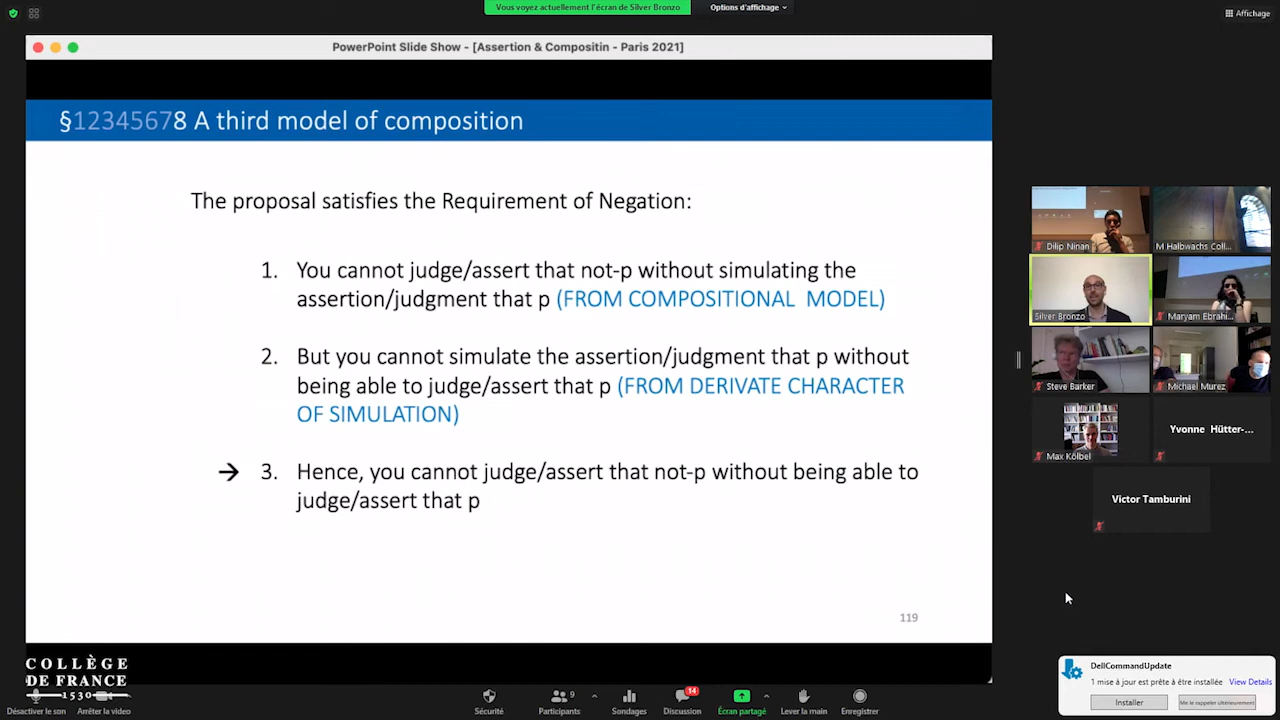 Vous voyez actuellement l'écran de Silver Bronzo
Options d'affichage
Affichage
PowerPoint Slide Show - [Assertion & Compositin - Paris 2021]
§12345678 A third model of composition
The proposal satisfies the Requirement of Negation:
1. You cannot judge/assert that not-p without simulating the
assertion/judgment that p (FROM COMPOSITIONAL MODEL)
2. But you cannot simulate the assertion/judgment that p without
being able to judge/assert that p (FROM DERIVATE CHARACTER
OF SIMULATION)
→ 3. Hence, you cannot judge/assert that not-p without being able to
judge/assert that p
119
Dilip Ninan
M Halbwachs Coll...
Silver Bronzo
Maryam Ebrahi...
Steve Barker
Michael Murez
Max Kölbel
Yvonne Hütter-...
Victor Tamburini
COLLÈGE
DE FRANCE
1530
DellCommandUpdate
1 mise à jour est prête à être installée View Details
Installer
Me le rappeler ultérieurement
Désactiver le son
Arrêter la video
Sécurité
Participants
9
Sondages
Discussion
14
Écran partagé
Lever la main
Enregistrer